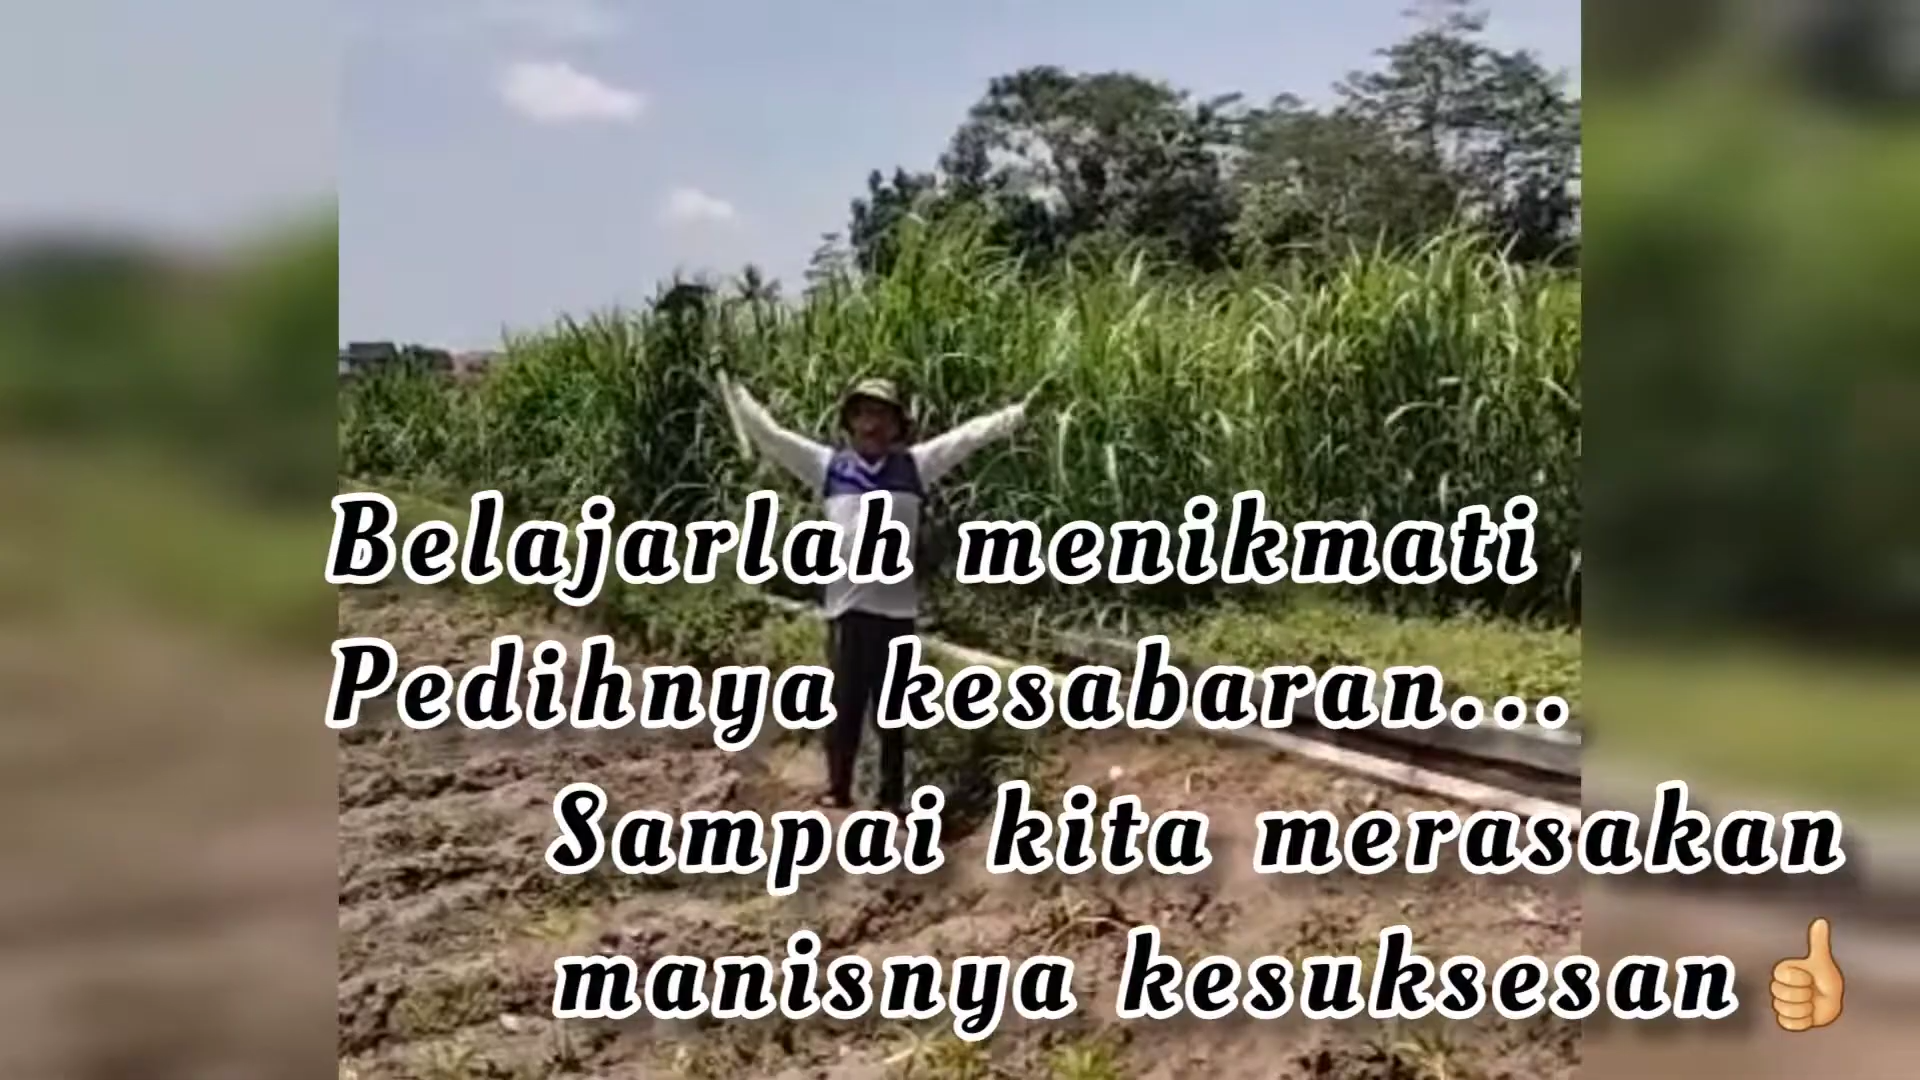 Belajarlah menikmati
Pedihnya kesabaran...
Sampai kita merasakan
manisnya kesuksesan👍